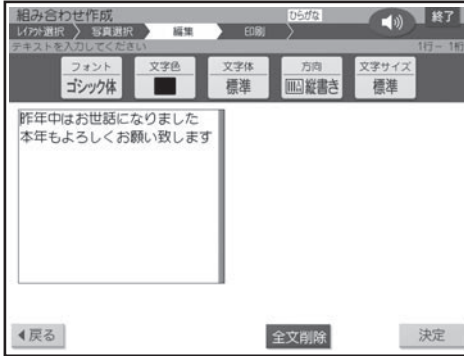 組み合わせ作成
ひらがな
終了
ﾚｲｱｳﾄ選択 〉 写真選択 〉 編集 〉 印刷 〉
テキストを入力してください
1行－ 1桁
フォント
ゴシック体
文字色
文字体
標準
方向
縦書き
文字サイズ
標準
昨年中はお世話になりました
本年もよろしくお願い致します
戻る
全文削除
決定